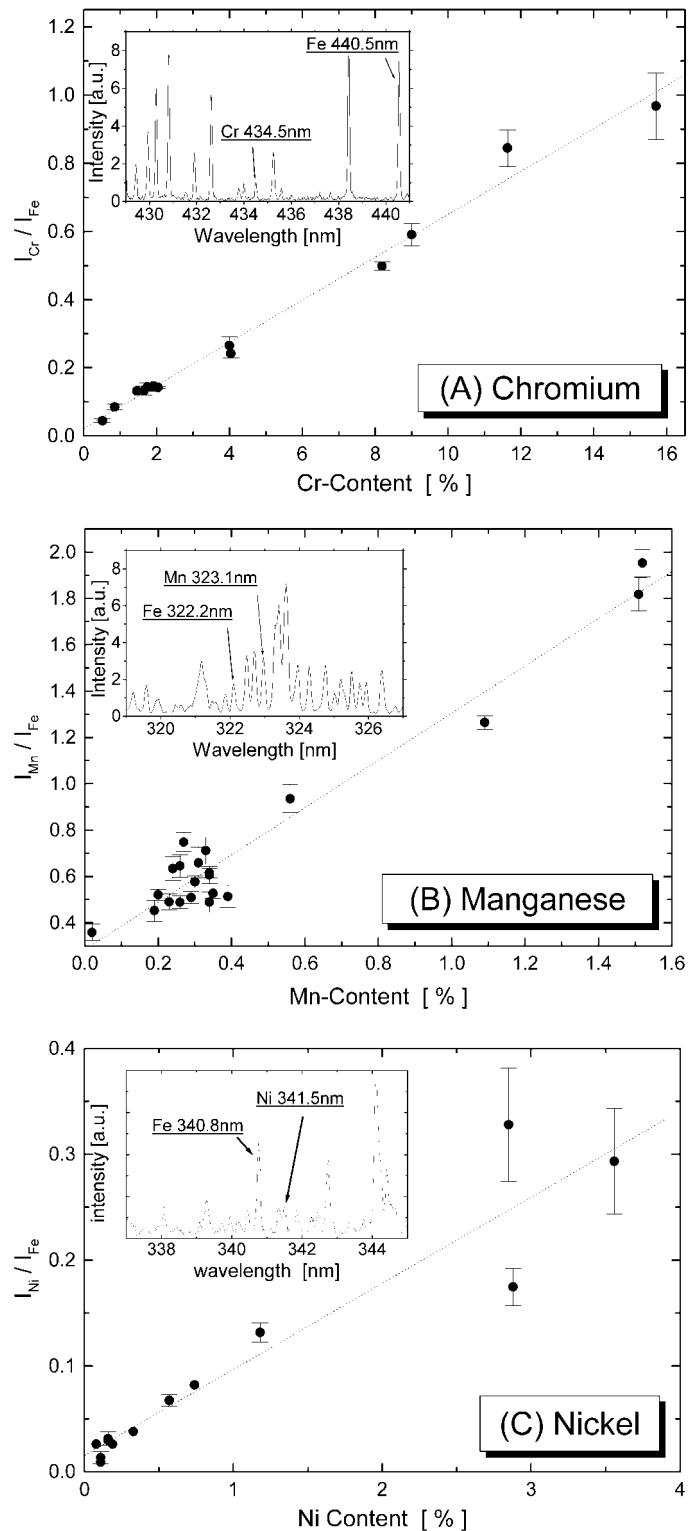 1.2
1.0
0.8
0.6
0.4
0.2
0.0
I_Cr / I_Fe
8
6
4
2
0
Intensity [a.u.]
Fe 440.5nm
Cr 434.5nm
430 432 434 436 438 440
Wavelength [nm]
(A) Chromium
0 2 4 6 8 10 12 14 16
Cr-Content [ % ]
2.0
1.8
1.6
1.4
1.2
1.0
0.8
0.6
0.4
I_Mn / I_Fe
8
6
4
2
0
Intensity [a.u.]
Mn 323.1nm
Fe 322.2nm
320 322 324 326
Wavelength [nm]
(B) Manganese
0.0 0.2 0.4 0.6 0.8 1.0 1.2 1.4 1.6
Mn-Content [ % ]
0.4
0.3
0.2
0.1
0.0
I_Ni / I_Fe
intensity [a.u.]
Ni 341.5nm
Fe 340.8nm
338 340 342 344
wavelength [nm]
(C) Nickel
0 1 2 3 4
Ni Content [ % ]